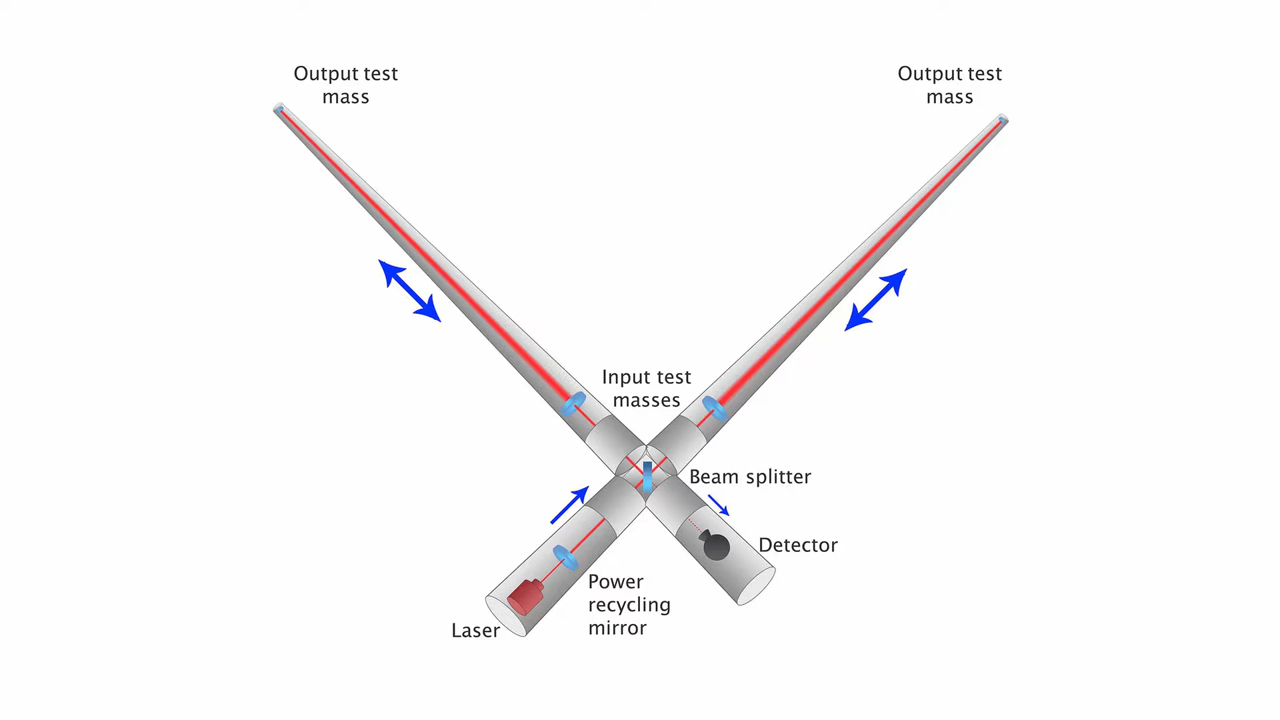 Output test
mass
Output test
mass
Input test
masses
Beam splitter
Detector
Power
recycling
mirror
Laser